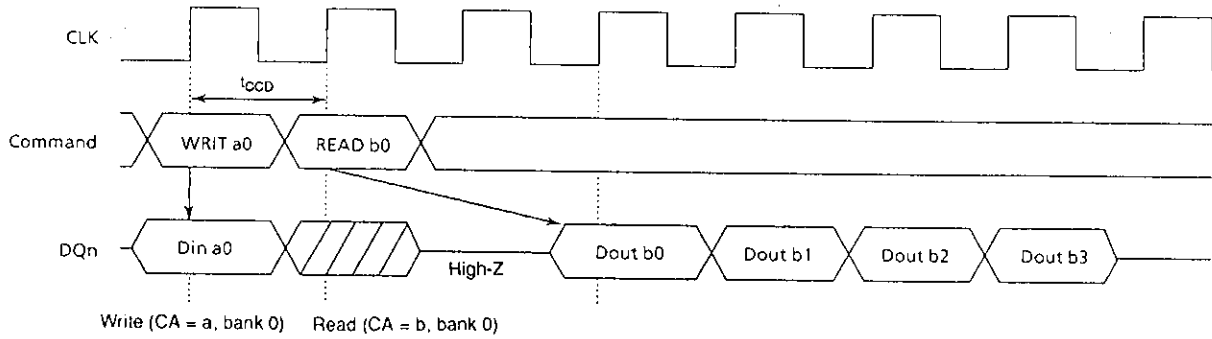 CLK
tCCD
Command
WRIT a0
READ b0
DQn
Din a0
High-Z
Dout b0
Dout b1
Dout b2
Dout b3
Write (CA = a, bank 0)
Read (CA = b, bank 0)